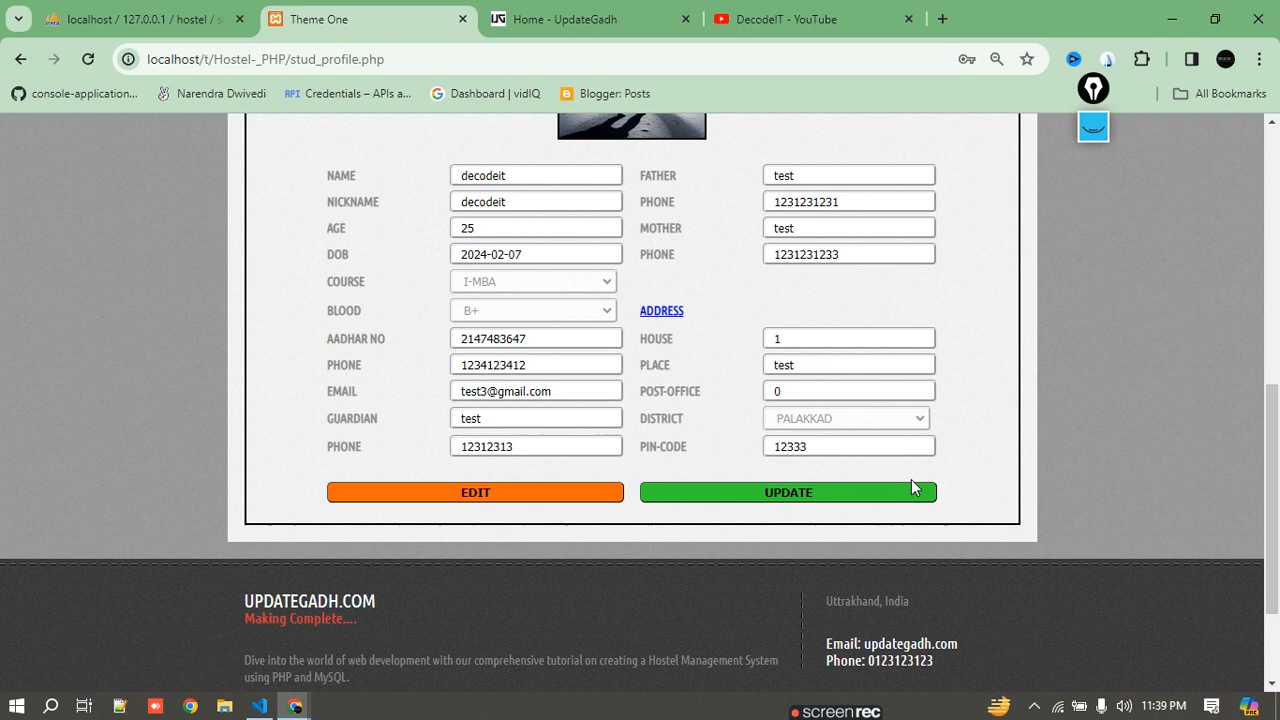 localhost / 127.0.0.1 / hostel / s
Theme One
Home - UpdateGadh
DecodeIT - YouTube
localhost/t/Hostel-_PHP/stud_profile.php
console-application...
Narendra Dwivedi
RPI Credentials – APIs a...
Dashboard | vidIQ
Blogger: Posts
All Bookmarks
NAME decodeit FATHER test
NICKNAME decodeit PHONE 1231231231
AGE 25 MOTHER test
DOB 2024-02-07 PHONE 1231231233
COURSE I-MBA
BLOOD B+ ADDRESS
AADHAR NO 2147483647 HOUSE 1
PHONE 1234123412 PLACE test
EMAIL test3@gmail.com POST-OFFICE 0
GUARDIAN test DISTRICT PALAKKAD
PHONE 12312313 PIN-CODE 12333
EDIT UPDATE
UPDATEGADH.COM
Making Complete....
Dive into the world of web development with our comprehensive tutorial on creating a Hostel Management System
using PHP and MySQL.
Uttrakhand, India
Email: updategadh.com
Phone: 0123123123
11:39 PM
screenrec